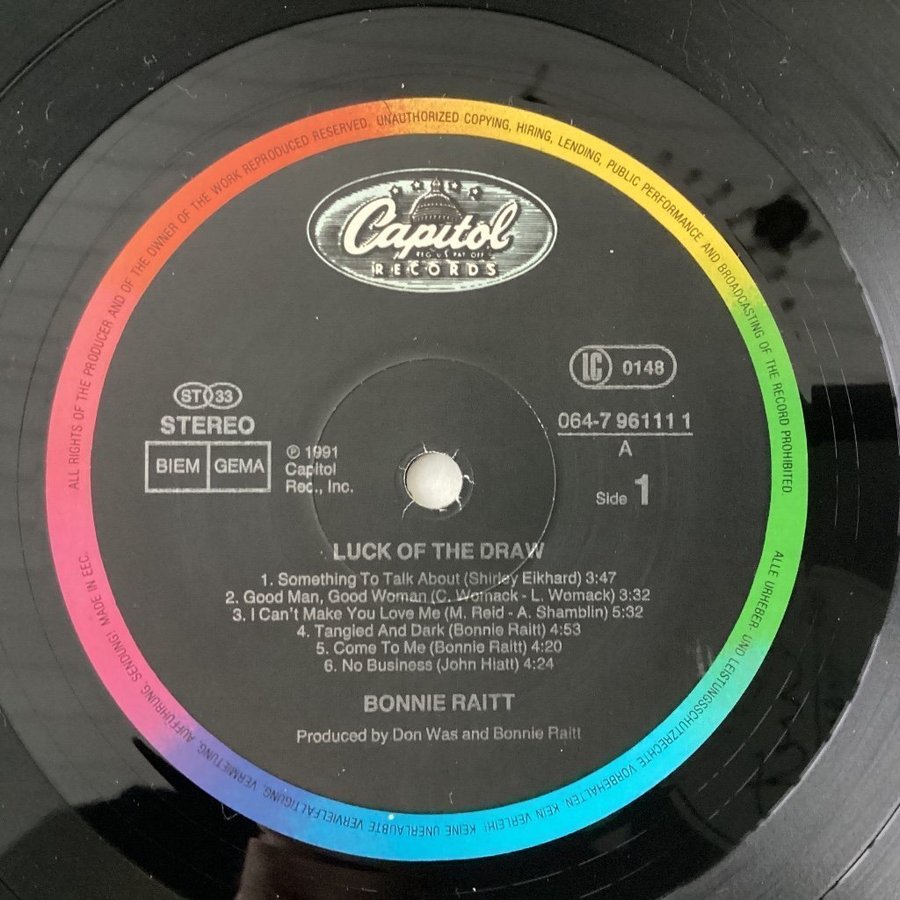 ALL RIGHTS OF THE PRODUCER AND OF THE OWNER OF THE WORK REPRODUCED RESERVED. UNAUTHORIZED COPYING, HIRING, LENDING, PUBLIC PERFORMANCE AND BROADCASTING OF THE RECORD PROHIBITED.
Capitol
REG. U.S. PAT. OFF.
RECORDS
ST 33
STEREO
BIEM GEMA
℗ 1991
Capitol
Rec., Inc.
LC 0148
064-7 96111 1
A
Side 1
LUCK OF THE DRAW
1. Something To Talk About (Shirley Eikhard) 3:47
2. Good Man, Good Woman (C. Womack - L. Womack) 3:32
3. I Can't Make You Love Me (M. Reid - A. Shamblin) 5:32
4. Tangled And Dark (Bonnie Raitt) 4:53
5. Come To Me (Bonnie Raitt) 4:20
6. No Business (John Hiatt) 4:24
BONNIE RAITT
Produced by Don Was and Bonnie Raitt
ALLE URHEBER- UND LEISTUNGSSCHUTZRECHTE VORBEHALTEN. KEIN VERLEIH! KEINE UNERLAUBTE VERVIELFÄLTIGUNG, VERMIETUNG, AUFFÜHRUNG, SENDUNG! MADE IN EEC.